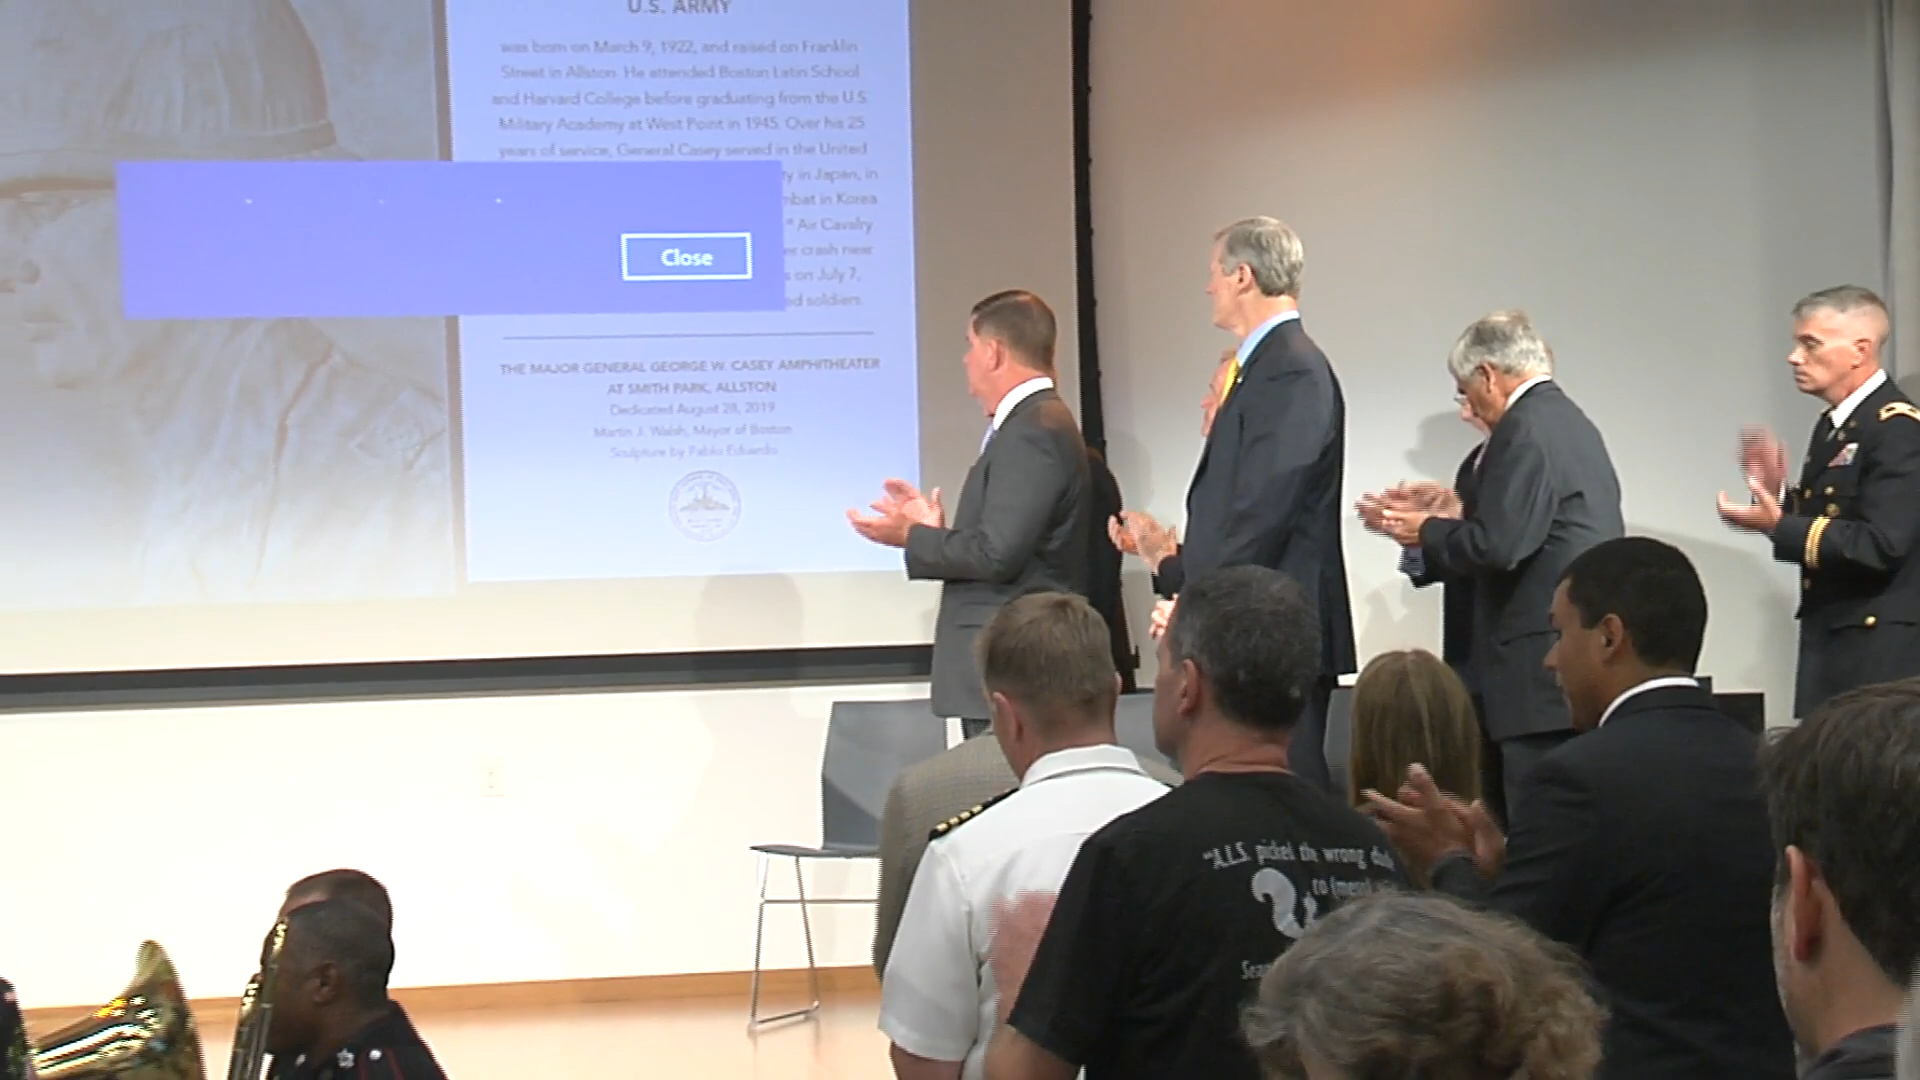 U.S. ARMY
was born on March 9, 1922, and raised on Franklin
Street in Allston. He attended Boston Latin School
and Harvard College before graduating from the U.S.
Military Academy at West Point in 1945. Over his 25
years of service, General Casey served in the United
in Japan, in
in Korea
Air Cavalry
crash near
on July 7,
soldiers.
Close
THE MAJOR GENERAL GEORGE W. CASEY AMPHITHEATER
AT SMITH PARK, ALLSTON
Dedicated August 28, 2019
Martin J. Walsh, Mayor of Boston
Sculpture by Pablo Eduardo
"A.L.S. picked the wrong
to